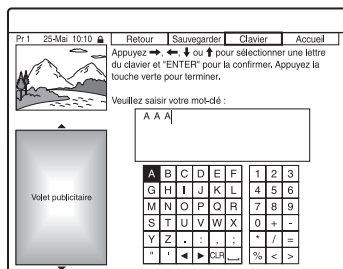 Pr 1 25-Mai 10:10 Retour Sauvegarder Clavier Accueil
Appuyez ➡, ⬅, ⬇ ou ⬆ pour sélectionner une lettre
du clavier et "ENTER" pour la confirmer. Appuyez la
touche verte pour terminer.
Veuillez saisir votre mot-clé :
A A A
Volet publicitaire
A B C D E F 1 2 3
G H I J K L 4 5 6
M N O P Q R 7 8 9
S T U V W X 0 + -
Y Z . : , ; * / =
" ' ◄ ► CLR % < >